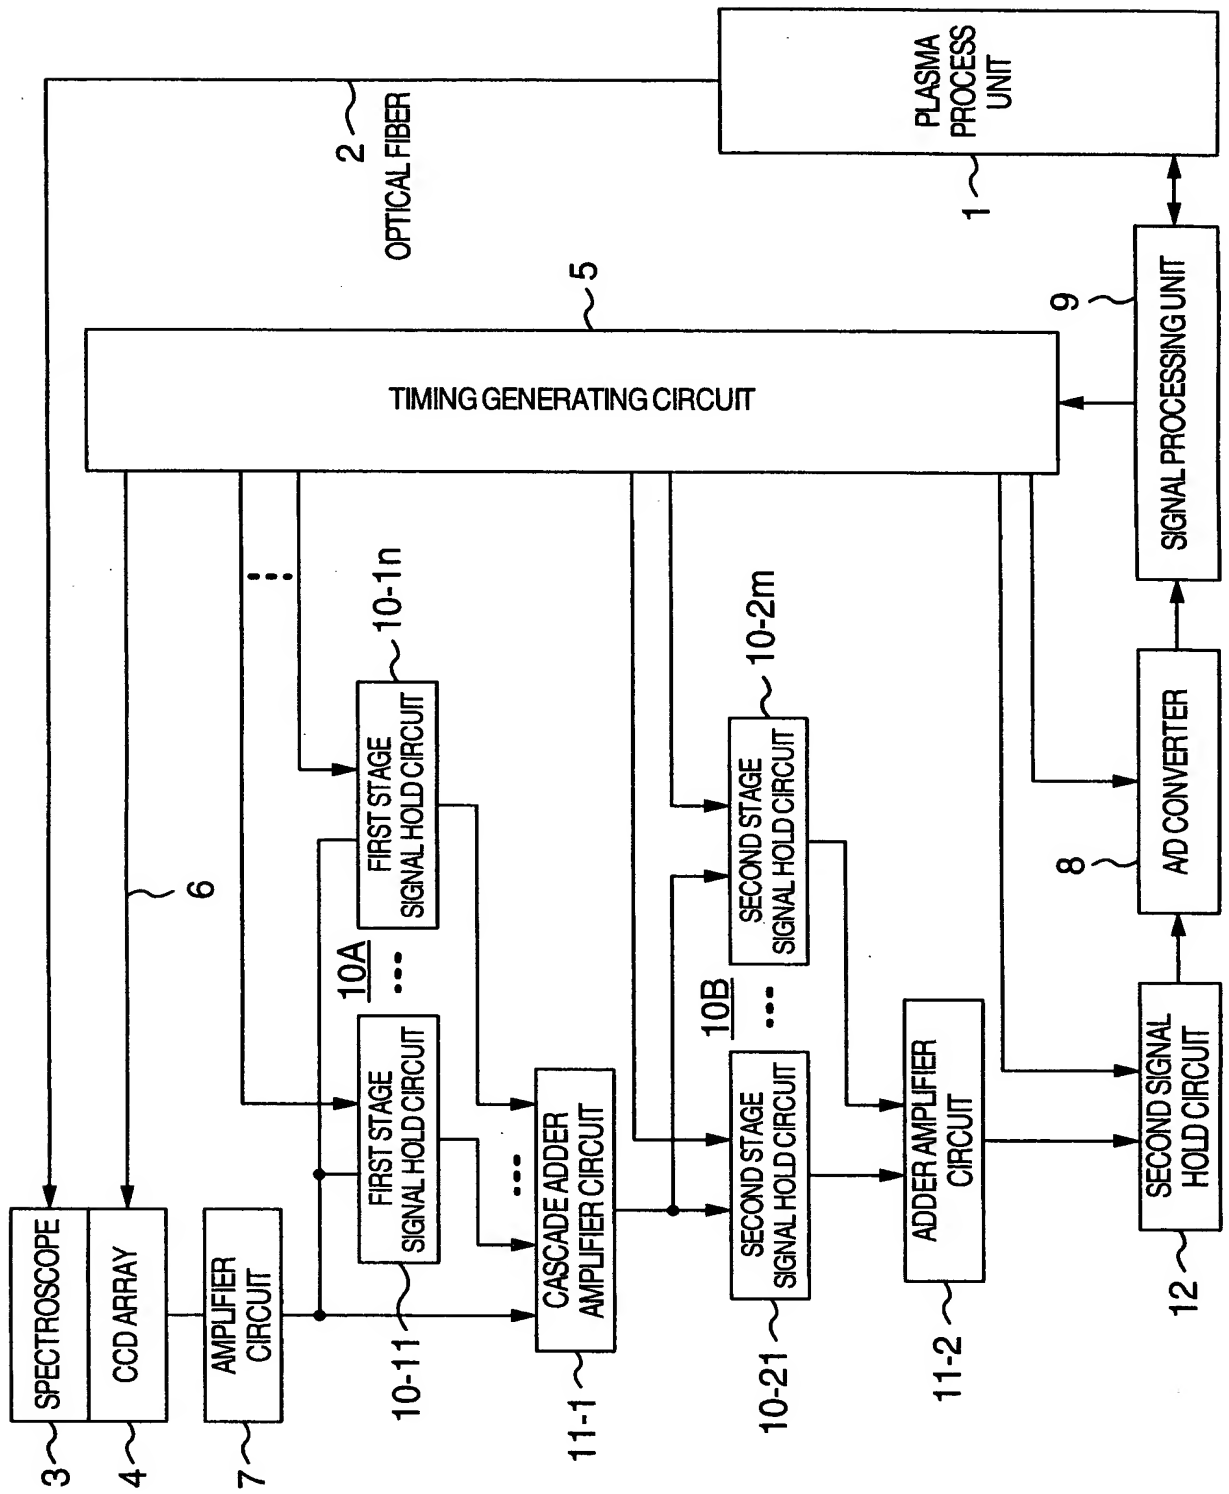 3
SPECTROSCOPE
4
CCD ARRAY
7
AMPLIFIER
CIRCUIT
2
OPTICAL FIBER
6
5
TIMING GENERATING CIRCUIT
10-11
FIRST STAGE
SIGNAL HOLD CIRCUIT
10A
10-1n
FIRST STAGE
SIGNAL HOLD CIRCUIT
11-1
CASCADE ADDER
AMPLIFIER CIRCUIT
10-21
SECOND STAGE
SIGNAL HOLD CIRCUIT
10B
10-2m
SECOND STAGE
SIGNAL HOLD CIRCUIT
11-2
ADDER AMPLIFIER
CIRCUIT
1
PLASMA
PROCESS
UNIT
12
SECOND SIGNAL
HOLD CIRCUIT
8
A/D CONVERTER
9
SIGNAL PROCESSING UNIT